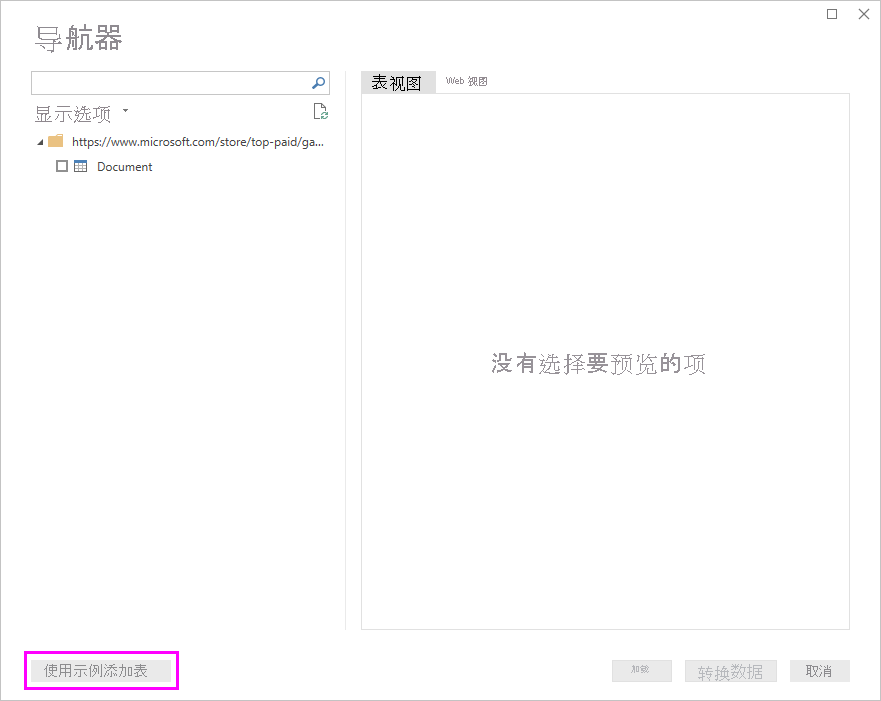 导航器
显示选项
https://www.microsoft.com/store/top-paid/ga...
Document
表视图 Web 视图
没有选择要预览的项
使用示例添加表
加载 转换数据 取消